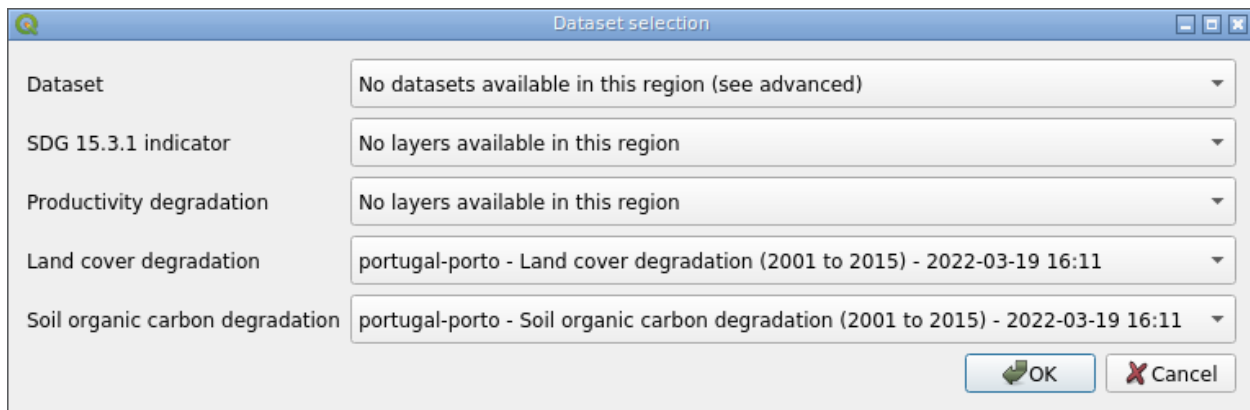 Dataset selection
Dataset No datasets available in this region (see advanced)
SDG 15.3.1 indicator No layers available in this region
Productivity degradation No layers available in this region
Land cover degradation portugal-porto - Land cover degradation (2001 to 2015) - 2022-03-19 16:11
Soil organic carbon degradation portugal-porto - Soil organic carbon degradation (2001 to 2015) - 2022-03-19 16:11
OK Cancel